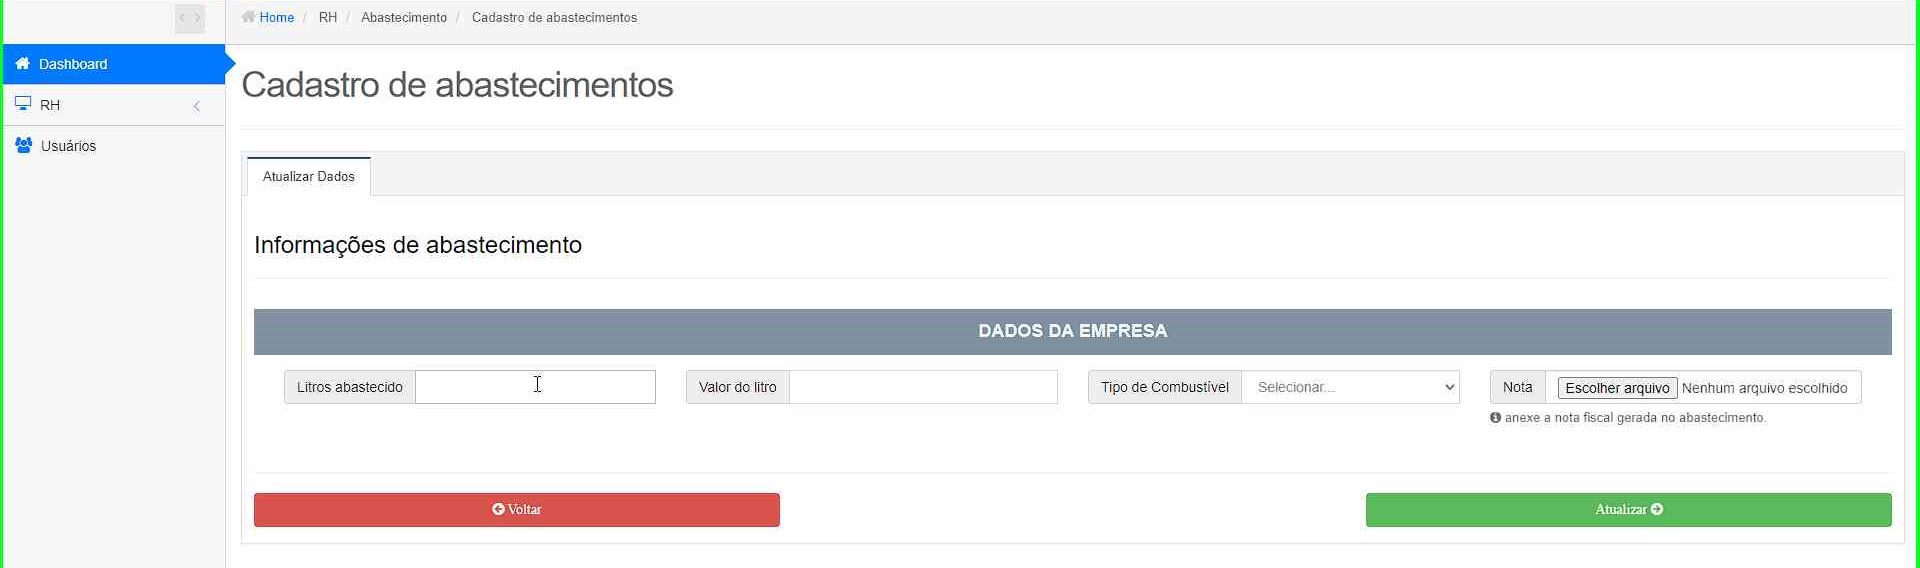 Home / RH / Abastecimento / Cadastro de abastecimentos
Dashboard
RH
Usuários
Cadastro de abastecimentos
Atualizar Dados
Informações de abastecimento
DADOS DA EMPRESA
Litros abastecido
Valor do litro
Tipo de Combustível Selecionar...
Nota Escolher arquivo Nenhum arquivo escolhido
anexe a nota fiscal gerada no abastecimento.
Voltar
Atualizar